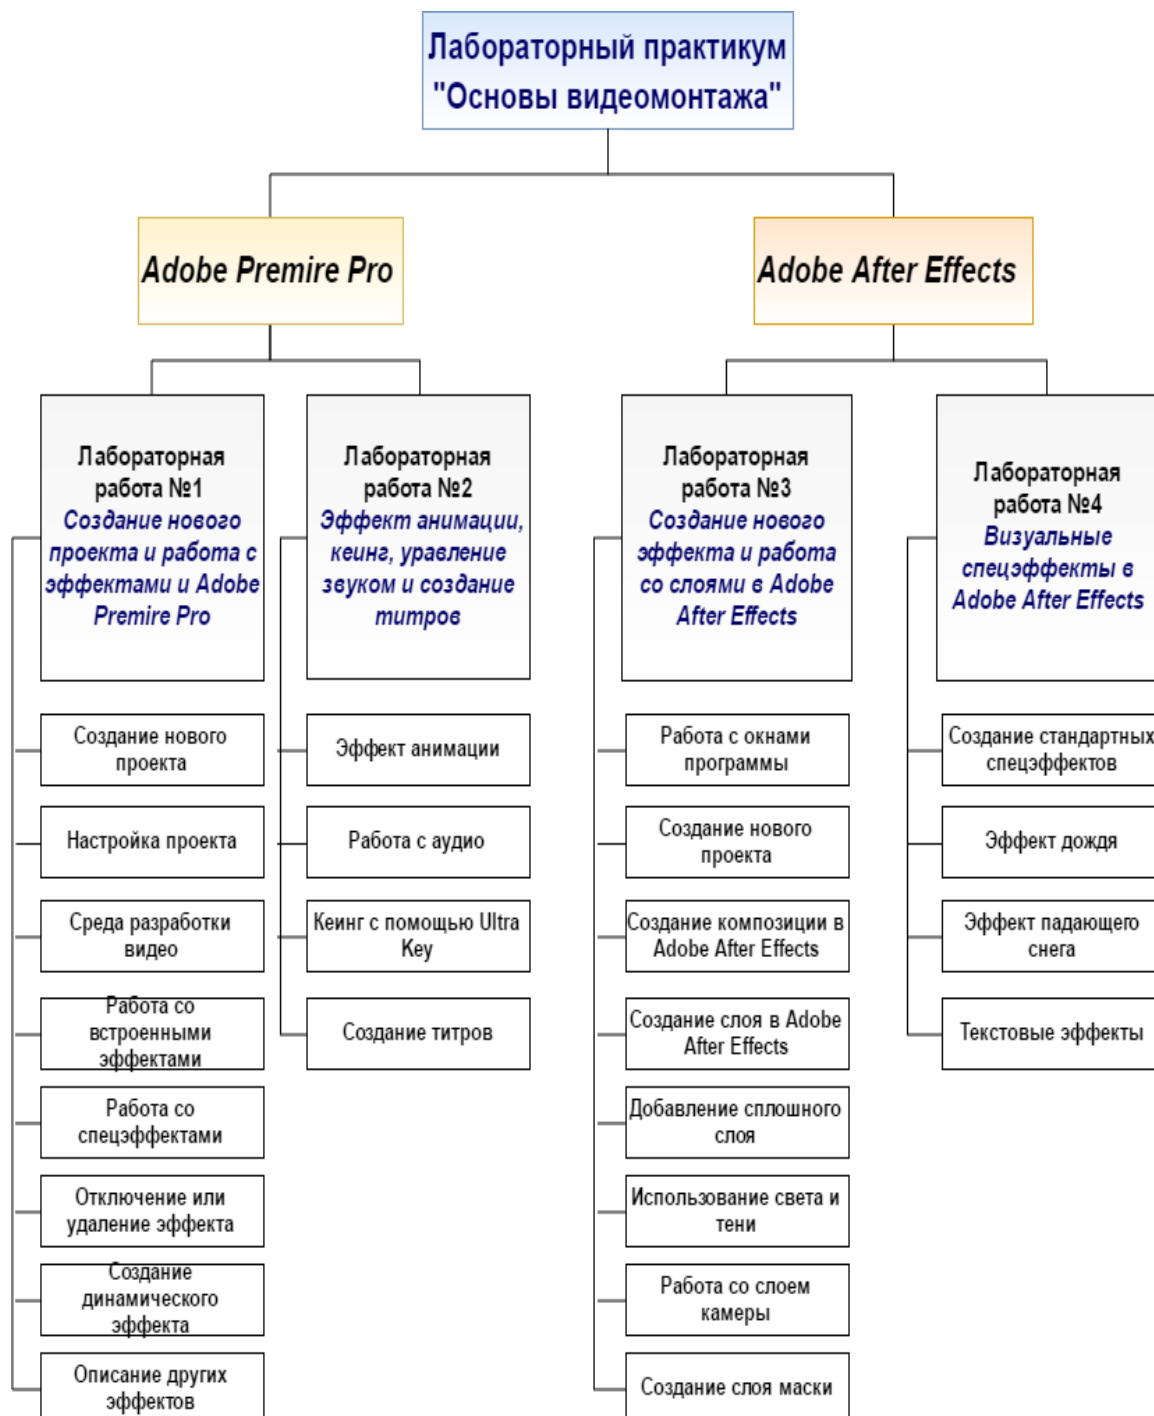 Лабораторный практикум
"Основы видеомонтажа"
Adobe Premire Pro
Adobe After Effects
Лабораторная
работа №1
Создание нового
проекта и работа с
эффектами и Adobe
Premire Pro
Лабораторная
работа №2
Эффект анимации,
кеинг, уравление
звуком и создание
титров
Лабораторная
работа №3
Создание нового
эффекта и работа
со слоями в Adobe
After Effects
Лабораторная
работа №4
Визуальные
спецэффекты в
Adobe After Effects
Создание нового
проекта
Настройка проекта
Среда разработки
видео
Работа со
встроенными
эффектами
Работа со
спецэффектами
Отключение или
удаление эффекта
Создание
динамического
эффекта
Описание других
эффектов
Эффект анимации
Работа с аудио
Кеинг с помощью Ultra
Key
Создание титров
Работа с окнами
программы
Создание нового
проекта
Создание композиции в
Adobe After Effects
Создание слоя в Adobe
After Effects
Добавление сплошного
слоя
Использование света и
тени
Работа со слоем
камеры
Создание слоя маски
Создание стандартных
спецэффектов
Эффект дождя
Эффект падающего
снега
Текстовые эффекты